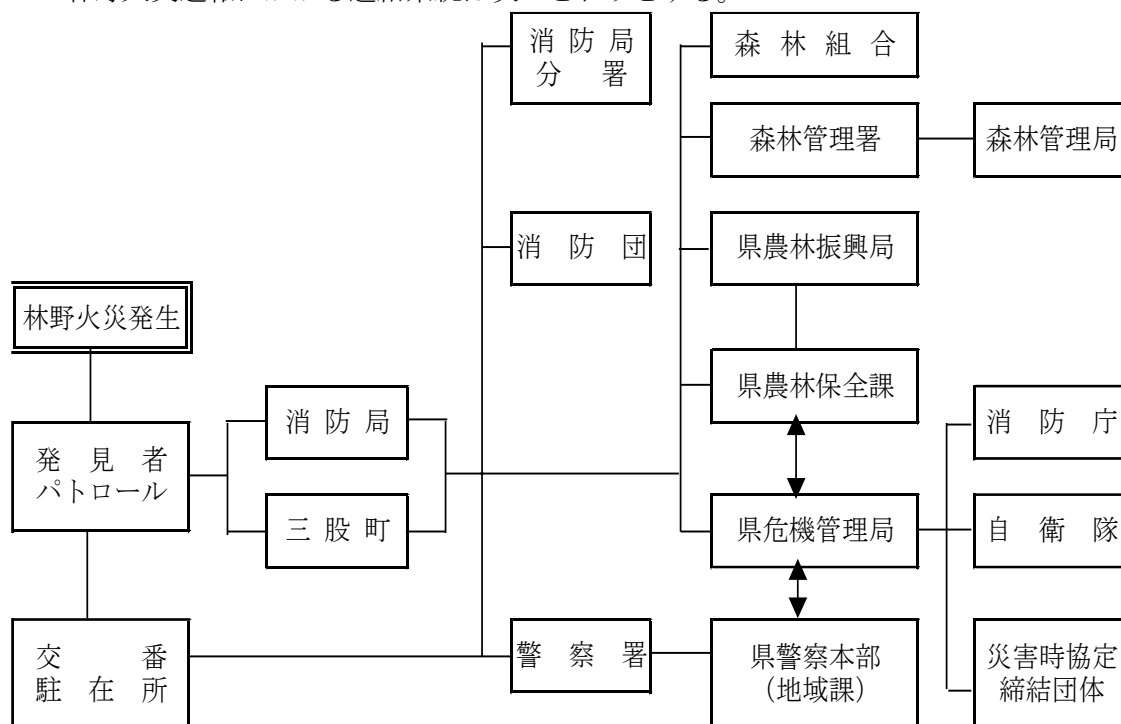 消防局
分署
森林組合
森林管理署
森林管理局
消防団
県農林振興局
林野火災発生
県農林保全課
消防局
消防庁
発見者
パトロール
三股町
県危機管理局
自衛隊
交番
駐在所
警察署
県警察本部
（地域課）
災害時協定
締結団体